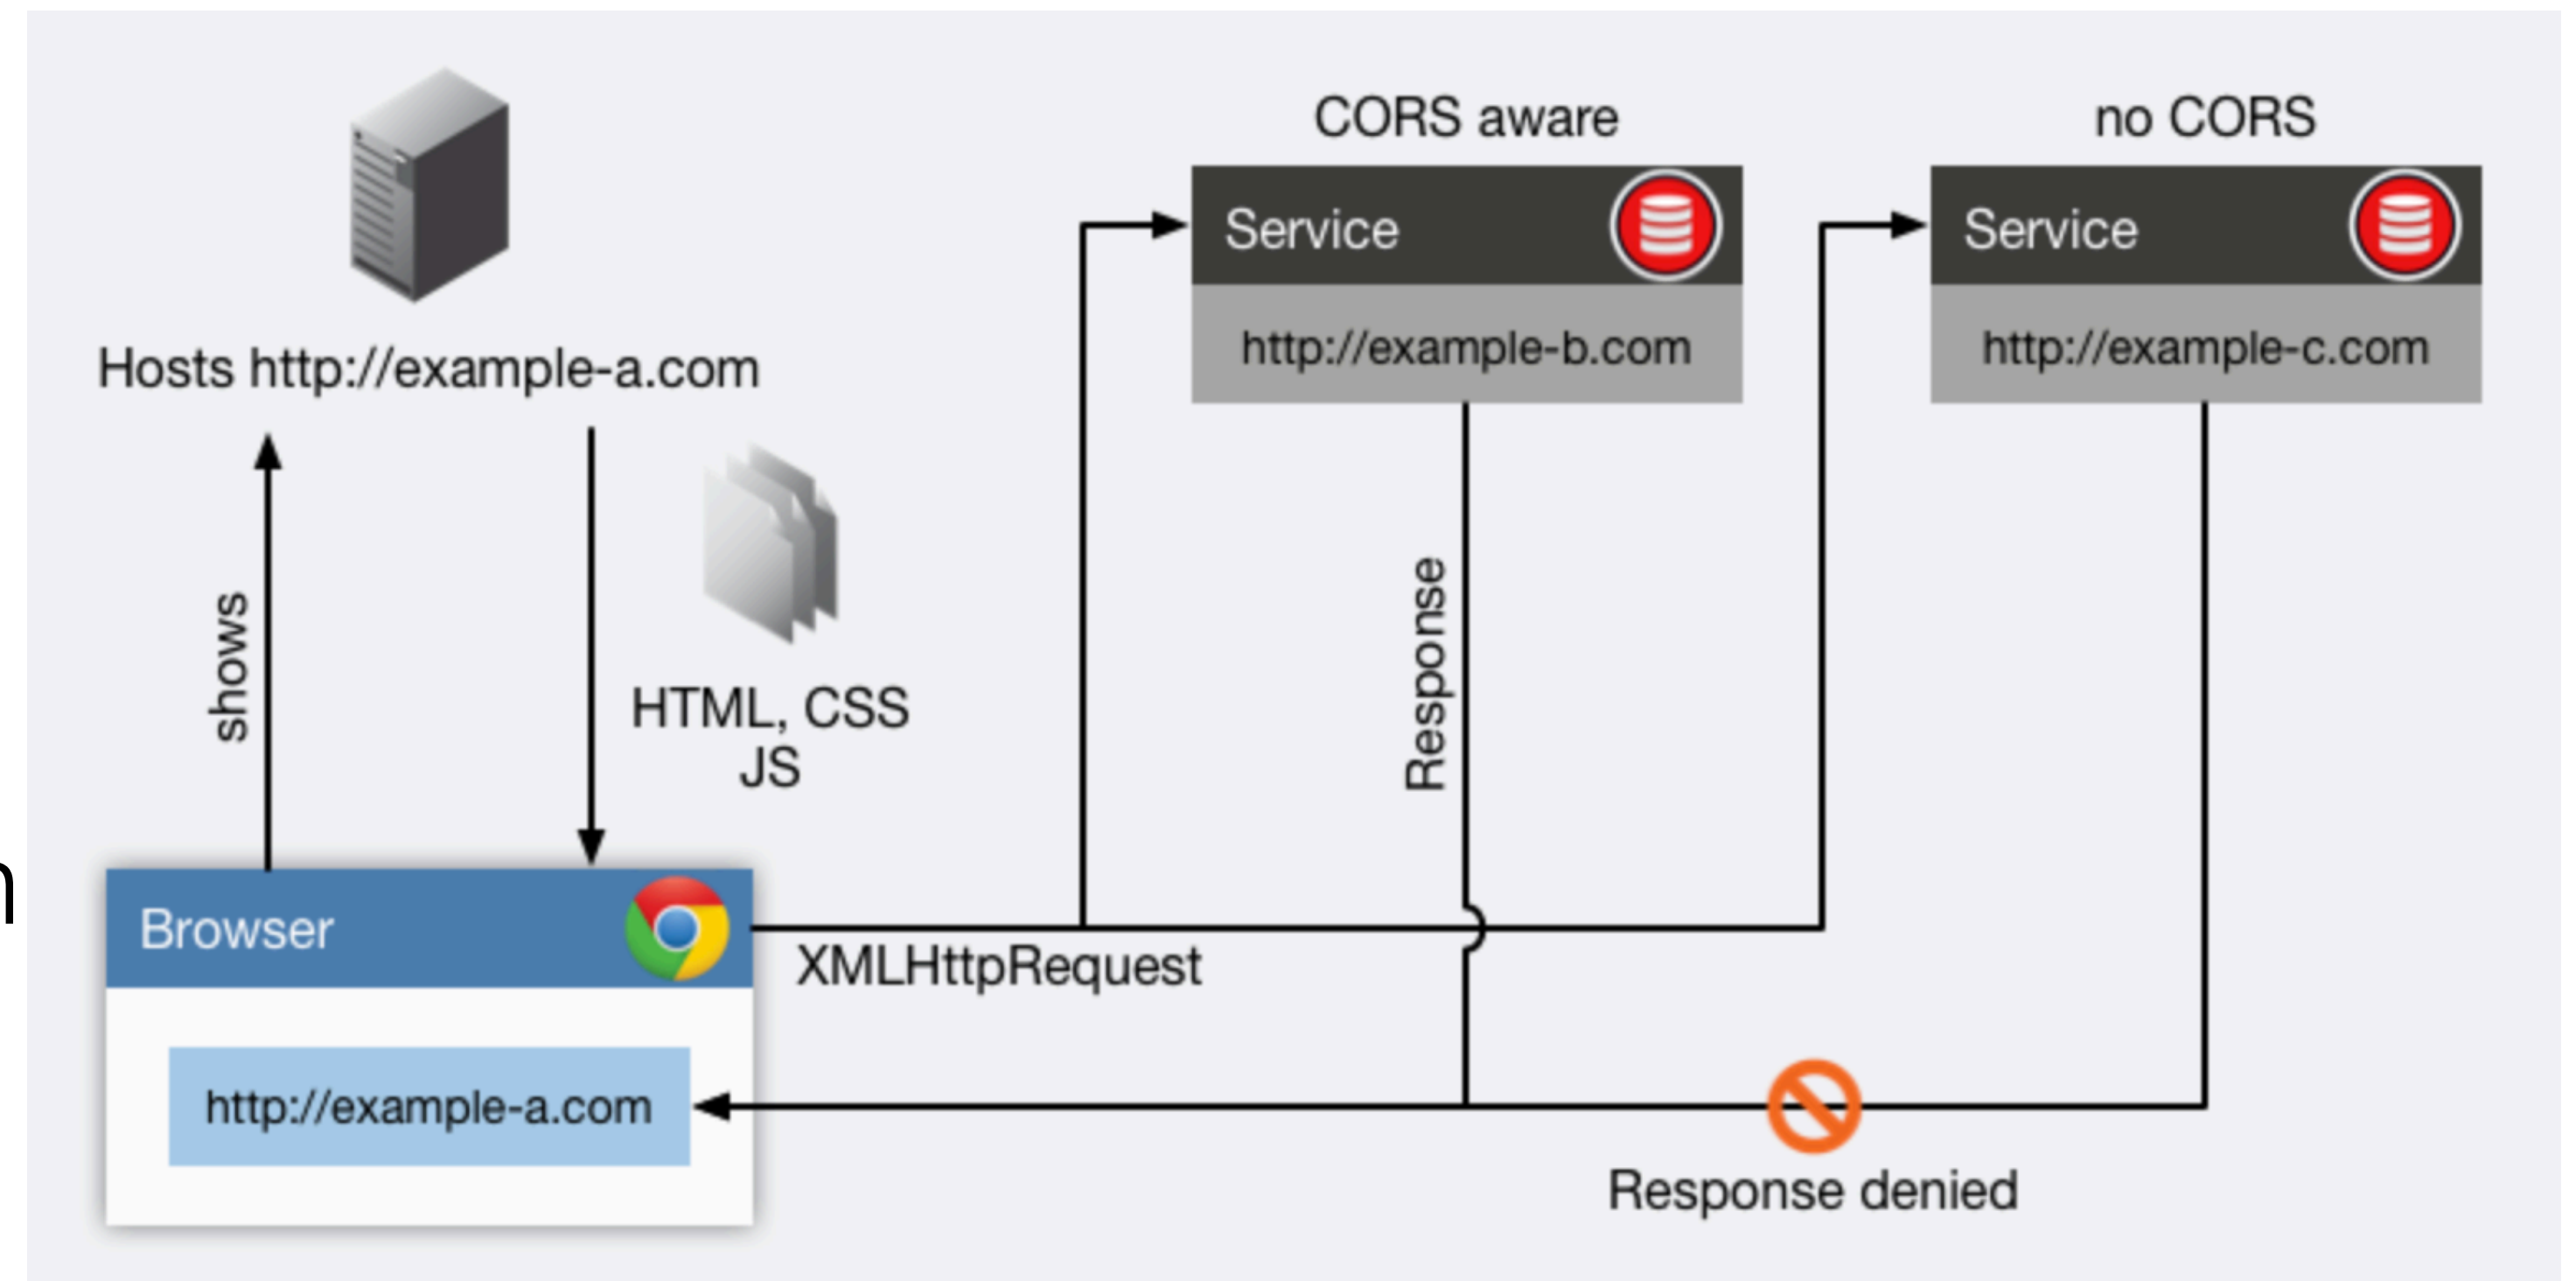 CORS aware
no CORS
Service
Service
http://example-b.com
http://example-c.com
Hosts http://example-a.com
shows
HTML, CSS
JS
Response
n
Browser
XMLHttpRequest
http://example-a.com
Response denied